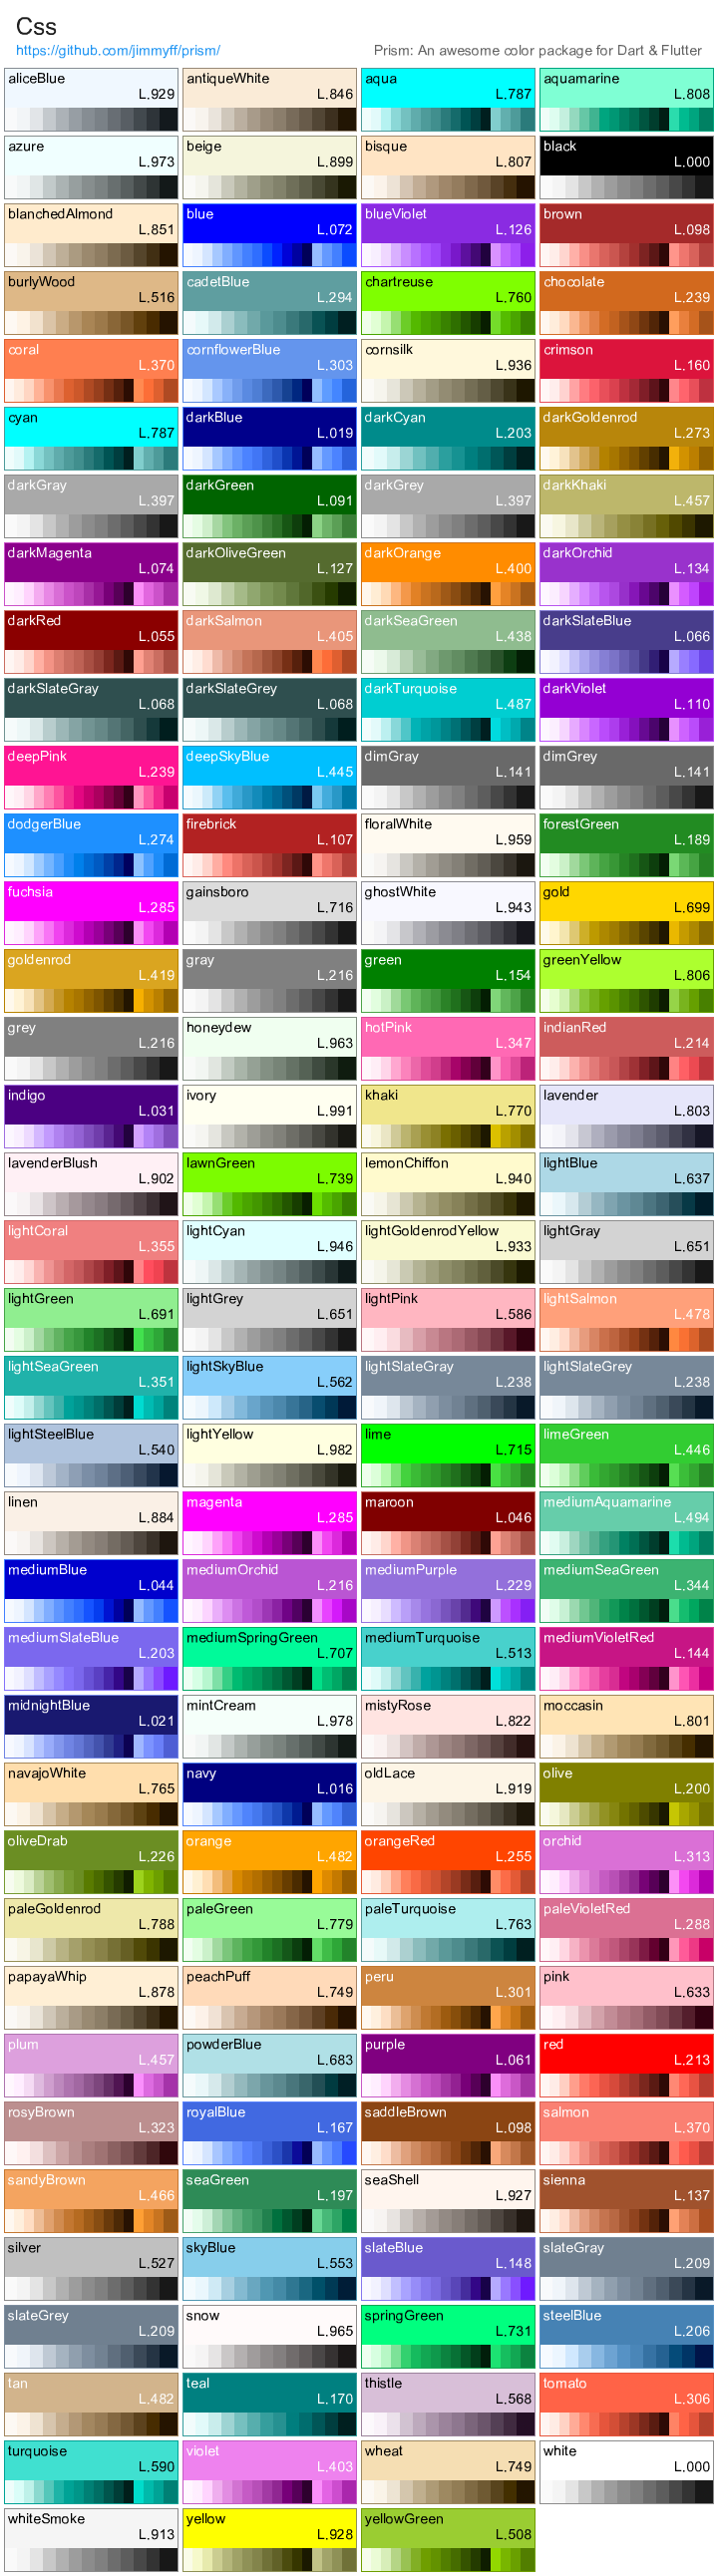 Css
https://github.com/jimmyff/prism/ Prism: An awesome color package for Dart & Flutter
aliceBlue L.929
antiqueWhite L.846
aqua L.787
aquamarine L.808
azure L.973
beige L.899
bisque L.807
black L.000
blanchedAlmond L.851
blue L.072
blueViolet L.126
brown L.098
burlyWood L.516
cadetBlue L.294
chartreuse L.760
chocolate L.239
coral L.370
cornflowerBlue L.303
cornsilk L.936
crimson L.160
cyan L.787
darkBlue L.019
darkCyan L.203
darkGoldenrod L.273
darkGray L.397
darkGreen L.091
darkGrey L.397
darkKhaki L.457
darkMagenta L.074
darkOliveGreen L.127
darkOrange L.400
darkOrchid L.134
darkRed L.055
darkSalmon L.405
darkSeaGreen L.438
darkSlateBlue L.066
darkSlateGray L.068
darkSlateGrey L.068
darkTurquoise L.487
darkViolet L.110
deepPink L.239
deepSkyBlue L.445
dimGray L.141
dimGrey L.141
dodgerBlue L.274
firebrick L.107
floralWhite L.959
forestGreen L.189
fuchsia L.285
gainsboro L.716
ghostWhite L.943
gold L.699
goldenrod L.419
gray L.216
green L.154
greenYellow L.806
grey L.216
honeydew L.963
hotPink L.347
indianRed L.214
indigo L.031
ivory L.991
khaki L.770
lavender L.803
lavenderBlush L.902
lawnGreen L.739
lemonChiffon L.940
lightBlue L.637
lightCoral L.355
lightCyan L.946
lightGoldenrodYellow L.933
lightGray L.651
lightGreen L.691
lightGrey L.651
lightPink L.586
lightSalmon L.478
lightSeaGreen L.351
lightSkyBlue L.562
lightSlateGray L.238
lightSlateGrey L.238
lightSteelBlue L.540
lightYellow L.982
lime L.715
limeGreen L.446
linen L.884
magenta L.285
maroon L.046
mediumAquamarine L.494
mediumBlue L.044
mediumOrchid L.216
mediumPurple L.229
mediumSeaGreen L.344
mediumSlateBlue L.203
mediumSpringGreen L.707
mediumTurquoise L.513
mediumVioletRed L.144
midnightBlue L.021
mintCream L.978
mistyRose L.822
moccasin L.801
navajoWhite L.765
navy L.016
oldLace L.919
olive L.200
oliveDrab L.226
orange L.482
orangeRed L.255
orchid L.313
paleGoldenrod L.788
paleGreen L.779
paleTurquoise L.763
paleVioletRed L.288
papayaWhip L.878
peachPuff L.749
peru L.301
pink L.633
plum L.457
powderBlue L.683
purple L.061
red L.213
rosyBrown L.323
royalBlue L.167
saddleBrown L.098
salmon L.370
sandyBrown L.466
seaGreen L.197
seaShell L.927
sienna L.137
silver L.527
skyBlue L.553
slateBlue L.148
slateGray L.209
slateGrey L.209
snow L.965
springGreen L.731
steelBlue L.206
tan L.482
teal L.170
thistle L.568
tomato L.306
turquoise L.590
violet L.403
wheat L.749
white L.000
whiteSmoke L.913
yellow L.928
yellowGreen L.508